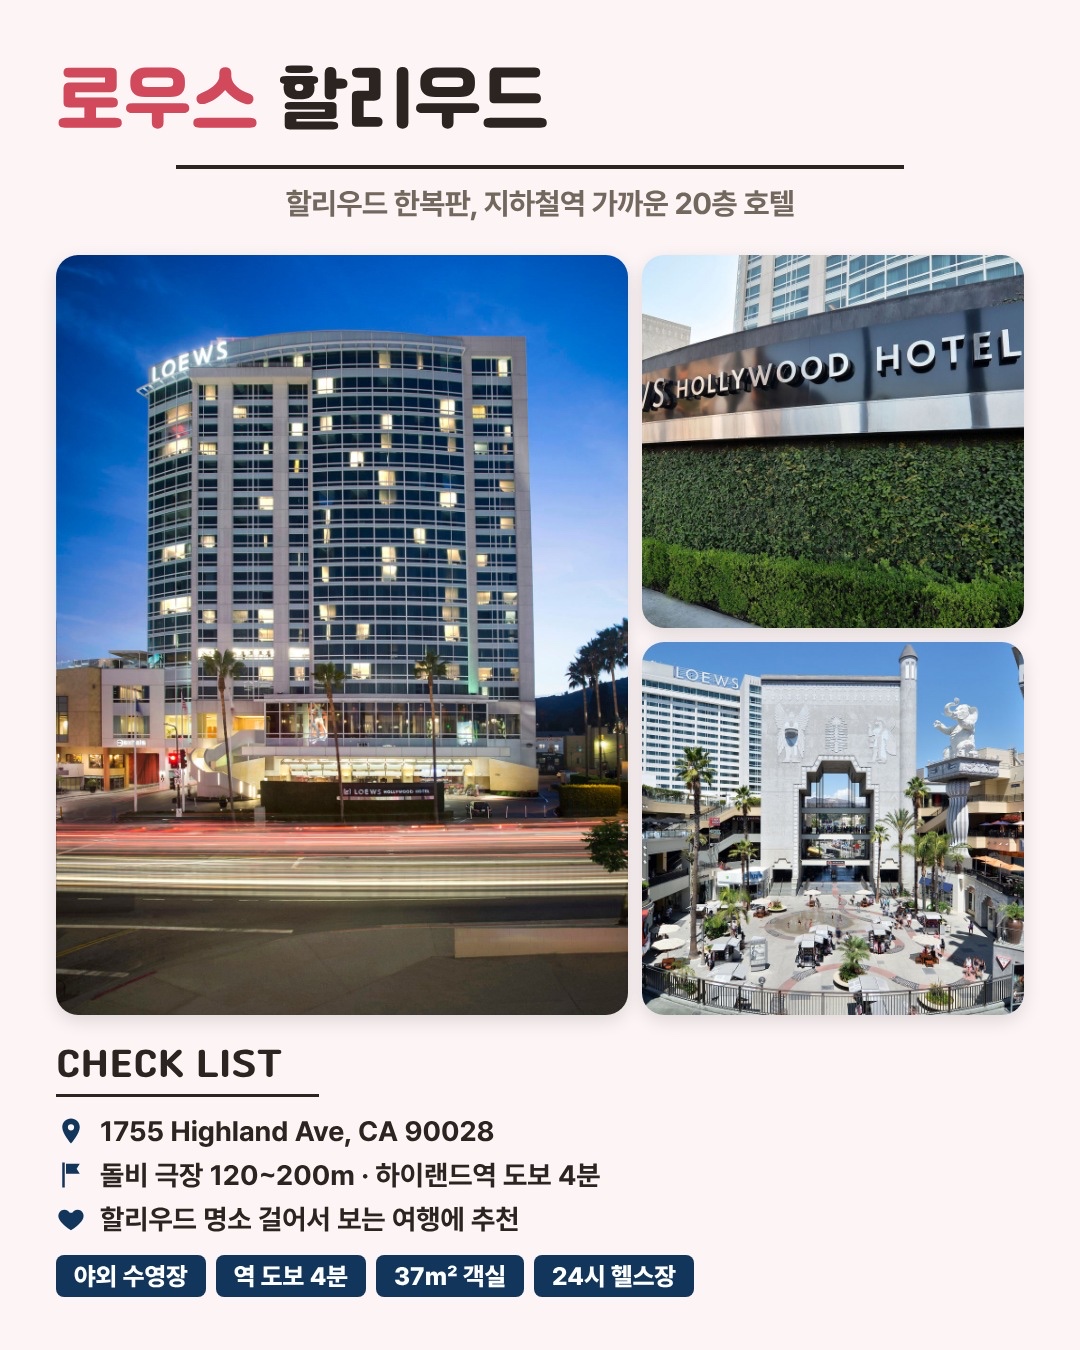 로우스 할리우드
할리우드 한복판, 지하철역 가까운 20층 호텔
LOEWS
LOEWS HOLLYWOOD HOTEL
WS HOLLYWOOD HOTEL
LOEWS
CHECK LIST
1755 Highland Ave, CA 90028
돌비 극장 120~200m · 하이랜드역 도보 4분
할리우드 명소 걸어서 보는 여행에 추천
야외 수영장 역 도보 4분 37m² 객실 24시 헬스장